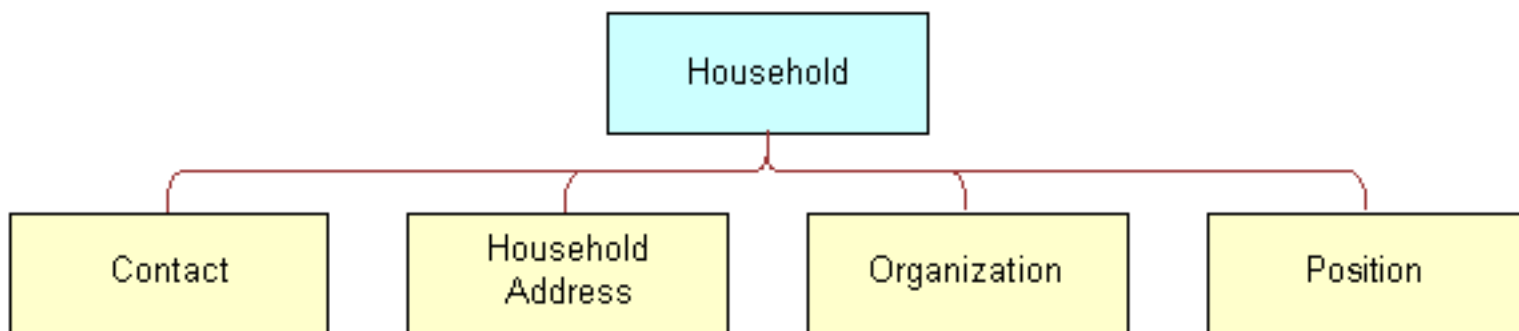 Household
Contact
Household
Address
Organization
Position